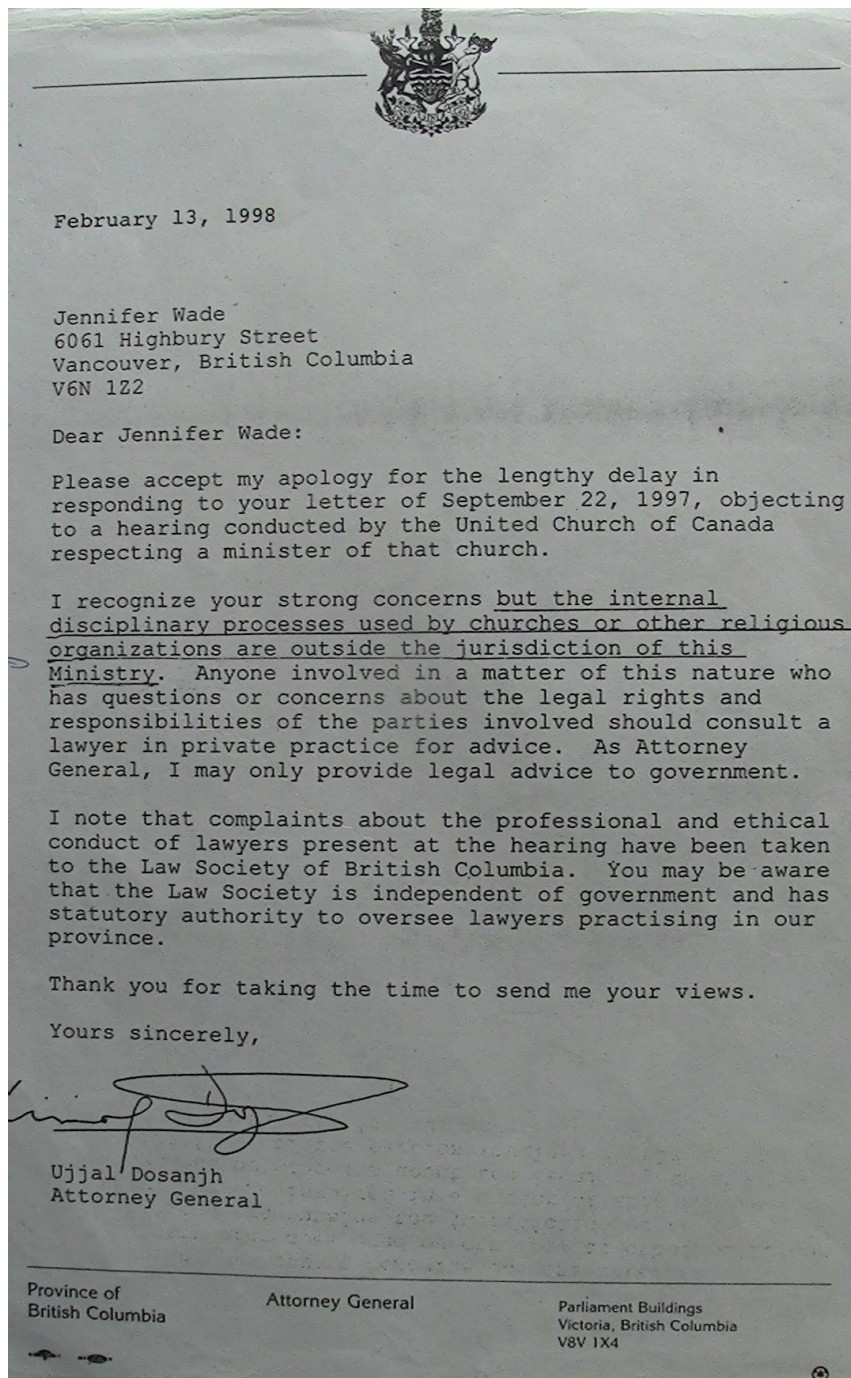 February 13, 1998
Jennifer Wade
6061 Highbury Street
Vancouver, British Columbia
V6N 1Z2
Dear Jennifer Wade:
Please accept my apology for the lengthy delay in
responding to your letter of September 22, 1997, objecting
to a hearing conducted by the United Church of Canada
respecting a minister of that church.
I recognize your strong concerns but the internal
disciplinary processes used by churches or other religious
organizations are outside the jurisdiction of this
Ministry. Anyone involved in a matter of this nature who
has questions or concerns about the legal rights and
responsibilities of the parties involved should consult a
lawyer in private practice for advice. As Attorney
General, I may only provide legal advice to government.
I note that complaints about the professional and ethical
conduct of lawyers present at the hearing have been taken
to the Law Society of British Columbia. You may be aware
that the Law Society is independent of government and has
statutory authority to oversee lawyers practising in our
province.
Thank you for taking the time to send me your views.
Yours sincerely,
Ujjal Dosanjh
Attorney General
Province of
British Columbia
Attorney General
Parliament Buildings
Victoria, British Columbia
V8V 1X4